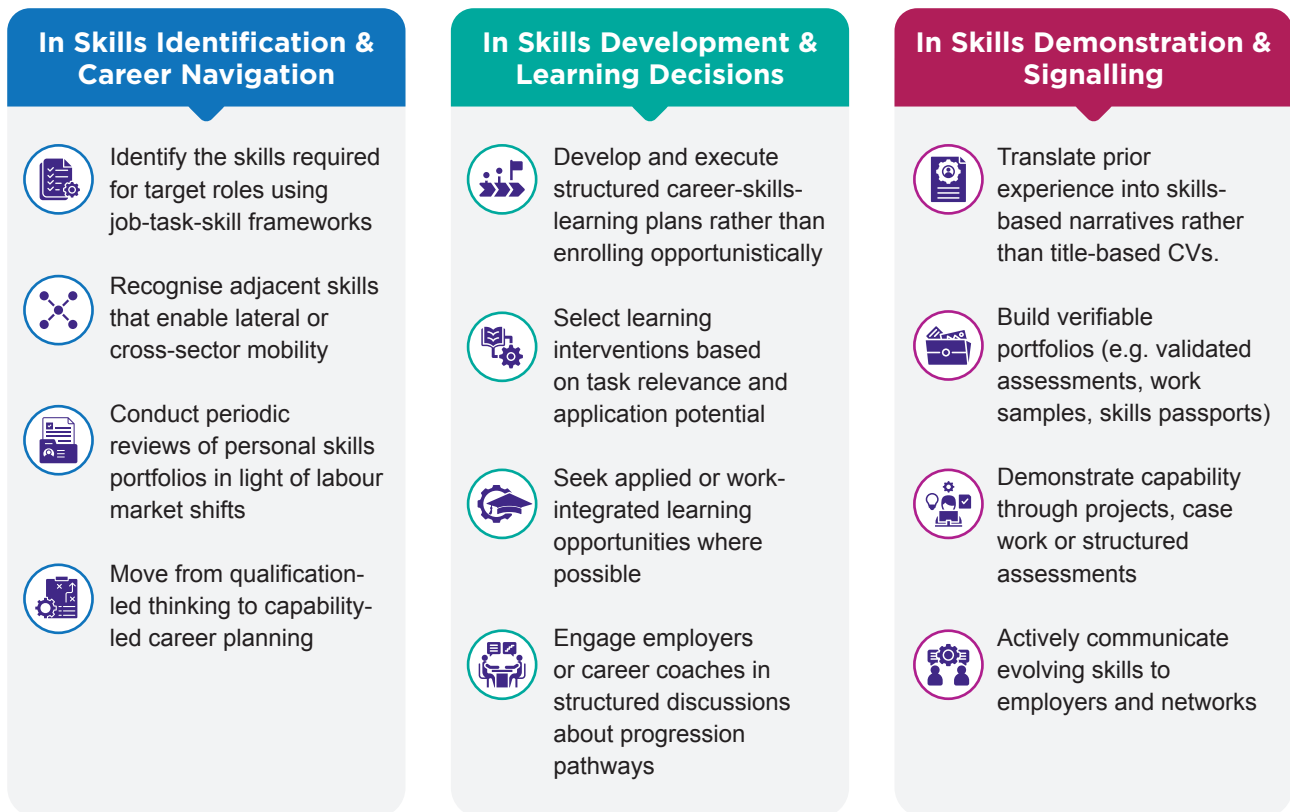 In Skills Identification &
Career Navigation
Identify the skills required
for target roles using
job-task-skill frameworks
Recognise adjacent skills
that enable lateral or
cross-sector mobility
Conduct periodic
reviews of personal skills
portfolios in light of labour
market shifts
Move from qualification-
led thinking to capability-
led career planning
In Skills Development &
Learning Decisions
Develop and execute
structured career-skills-
learning plans rather than
enrolling opportunistically
Select learning
interventions based
on task relevance and
application potential
Seek applied or work-
integrated learning
opportunities where
possible
Engage employers
or career coaches in
structured discussions
about progression
pathways
In Skills Demonstration &
Signalling
Translate prior
experience into skills-
based narratives rather
than title-based CVs.
Build verifiable
portfolios (e.g. validated
assessments, work
samples, skills passports)
Demonstrate capability
through projects, case
work or structured
assessments
Actively communicate
evolving skills to
employers and networks